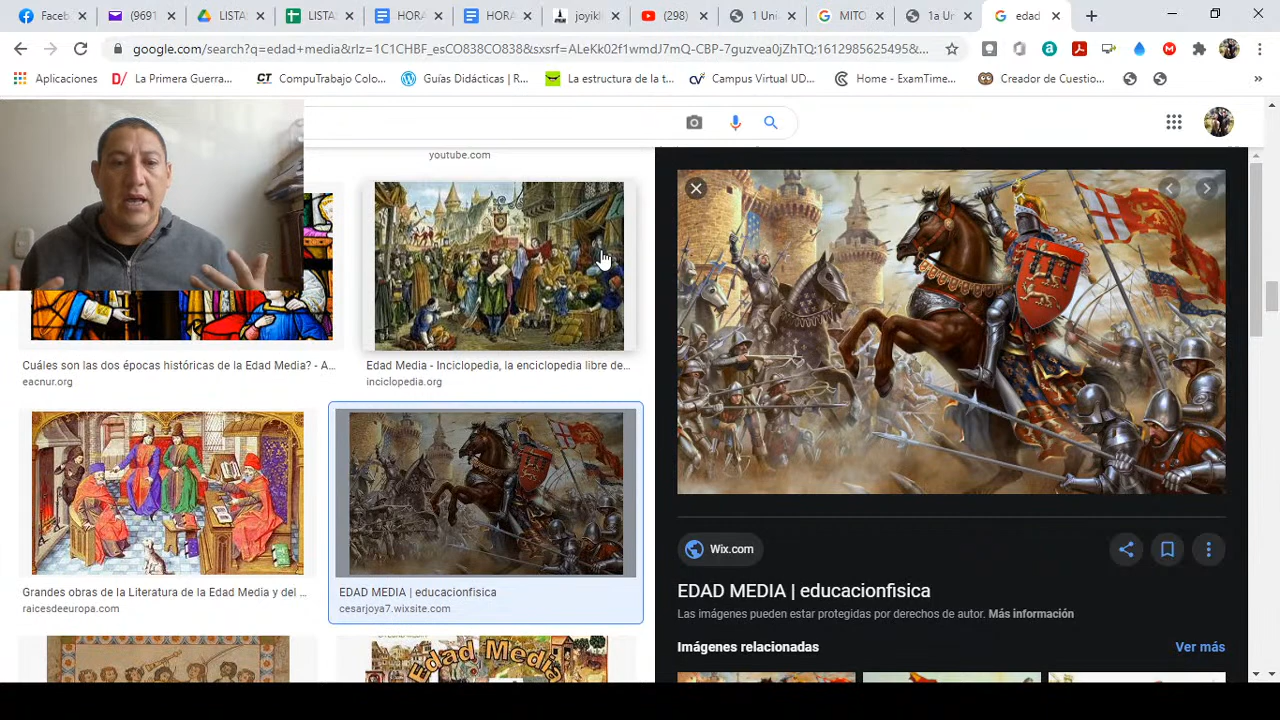 Faceb
(9691
LISTA
LISTA
HORA
HORA
joyikl
(298)
1 Uni
MITO
1a Un
edad
google.com/search?q=edad+media&rlz=1C1CHBF_esCO838CO838&sxsrf=ALeKk02f1wmdJ7mQ-CBP-7guzvea0jZhTQ:1612985625495&...
Aplicaciones
La Primera Guerra...
CompuTrabajo Colo...
Guías Didácticas | R...
La estructura de la t...
Campus Virtual UD...
Home - ExamTime...
Creador de Cuestio...
»
youtube.com
Cuáles son las dos épocas históricas de la Edad Media? - A...
eacnur.org
Edad Media - Inciclopedia, la enciclopedia libre de...
inciclopedia.org
Grandes obras de la Literatura de la Edad Media y del ...
raicesdeeuropa.com
EDAD MEDIA | educacionfisica
cesarjoya7.wixsite.com
Edad Media
Wix.com
EDAD MEDIA | educacionfisica
Las imágenes pueden estar protegidas por derechos de autor. Más información
Imágenes relacionadas
Ver más